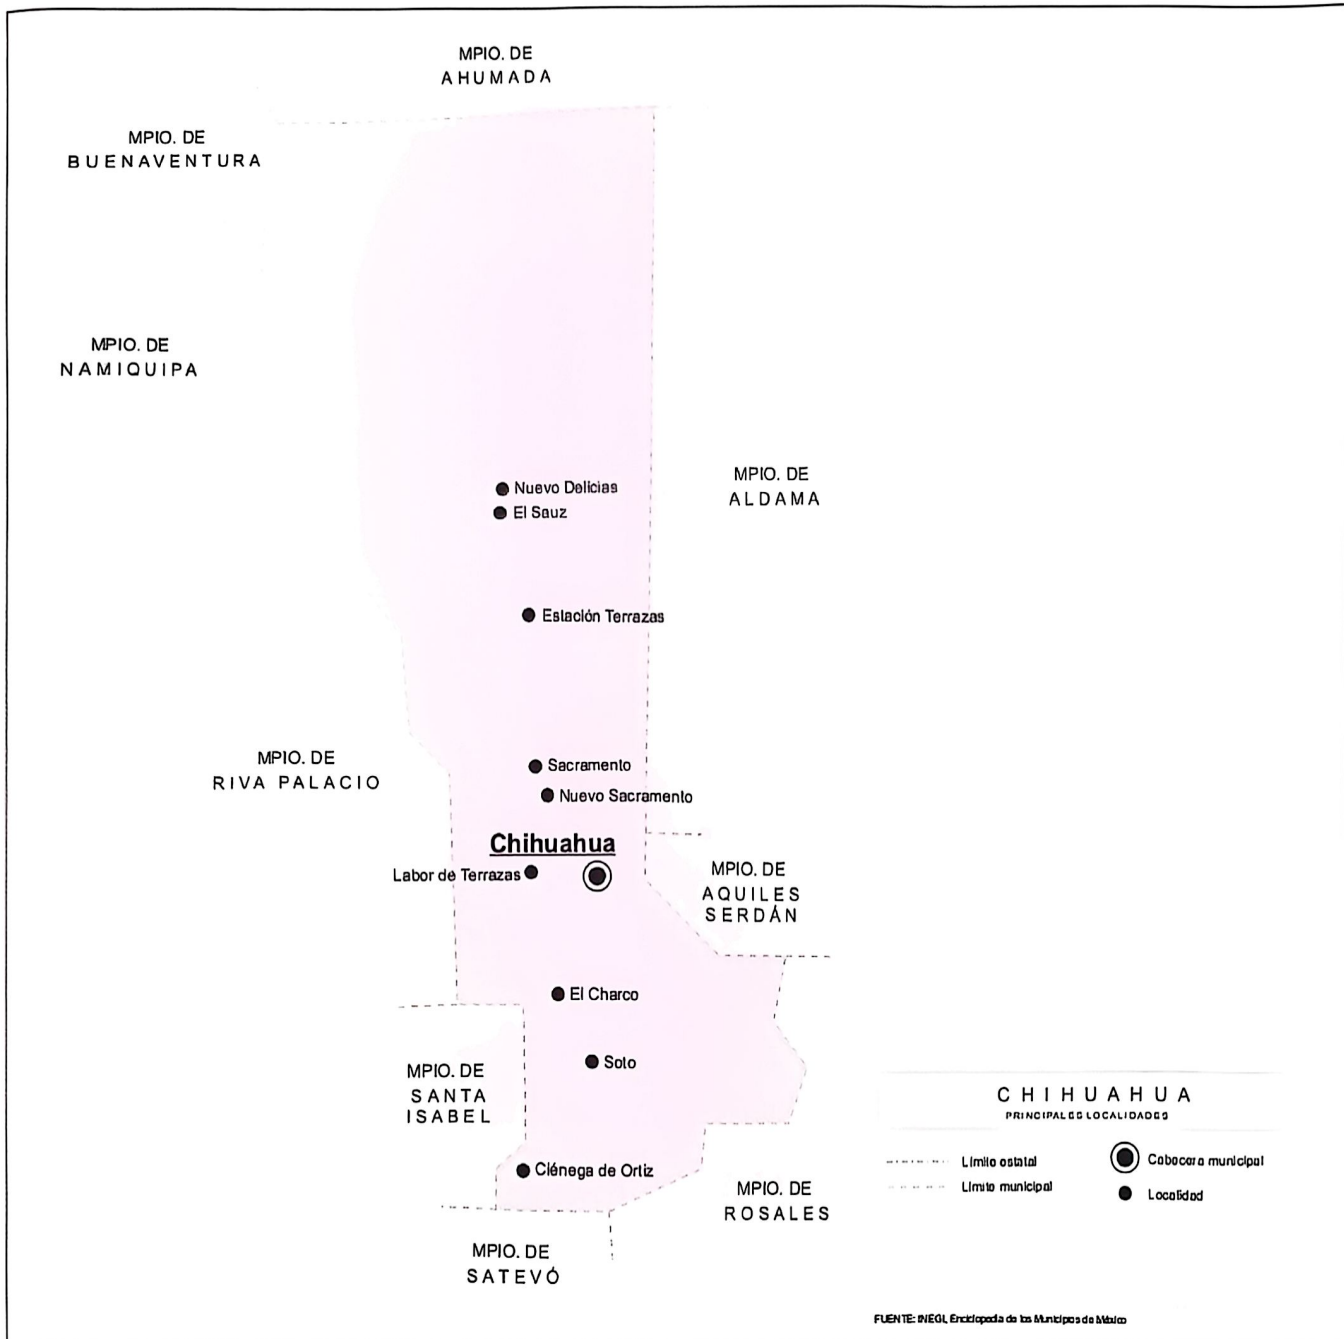 MPIO. DE
AHUMADA
MPIO. DE
BUENAVENTURA
MPIO. DE
NAMIQUIPA
Nuevo Delicias
El Sauz
MPIO. DE
ALDAMA
Estación Terrazas
MPIO. DE
RIVA PALACIO
Sacramento
Nuevo Sacramento
Chihuahua
Labor de Terrazas
MPIO. DE
AQUILES
SERDÁN
El Charco
Soto
MPIO. DE
SANTA
ISABEL
Ciénega de Ortiz
MPIO. DE
ROSALES
MPIO. DE
SATEVÓ
CHIHUAHUA
PRINCIPALES LOCALIDADES
Límite estatal
Cabecera municipal
Límite municipal
Localidad
FUENTE: INEGI, Enciclopedia de los Municipios de México